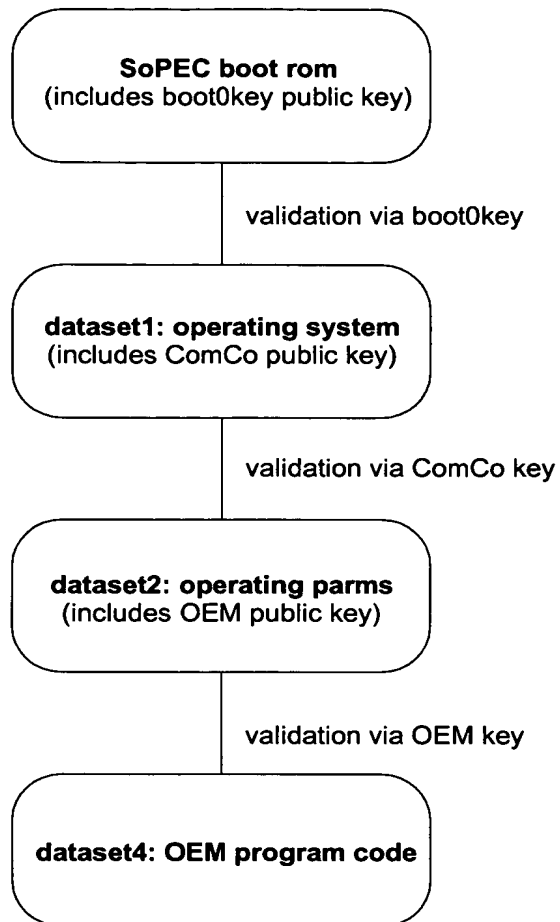 SoPEC boot rom
(includes boot0key public key)
validation via boot0key
dataset1: operating system
(includes ComCo public key)
validation via ComCo key
dataset2: operating parms
(includes OEM public key)
validation via OEM key
dataset4: OEM program code